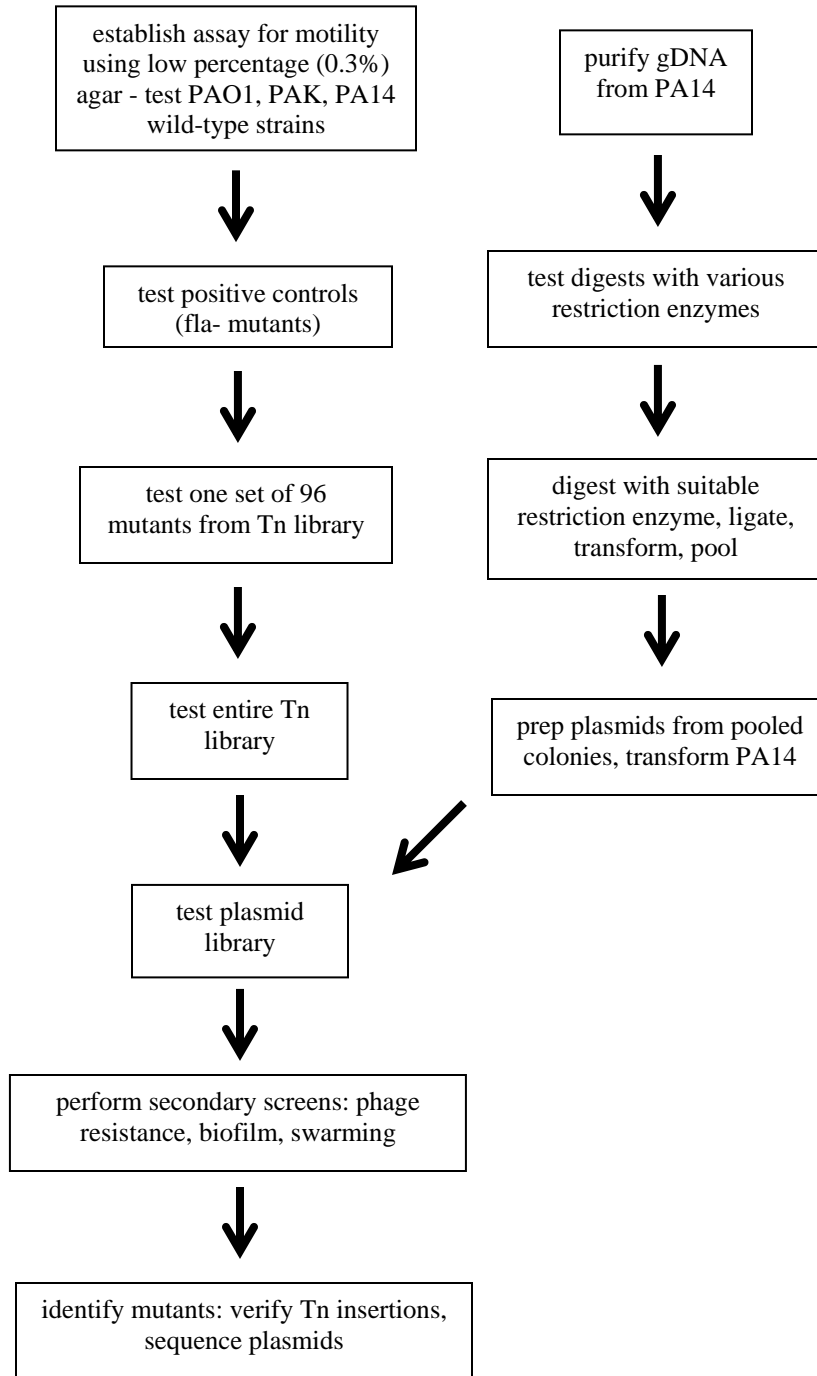 establish assay for motility
using low percentage (0.3%)
agar - test PAO1, PAK, PA14
wild-type strains
test positive controls
(fla- mutants)
test one set of 96
mutants from Tn library
test entire Tn
library
purify gDNA
from PA14
test digests with various
restriction enzymes
digest with suitable
restriction enzyme, ligate,
transform, pool
prep plasmids from pooled
colonies, transform PA14
test plasmid
library
perform secondary screens: phage
resistance, biofilm, swarming
identify mutants: verify Tn insertions,
sequence plasmids